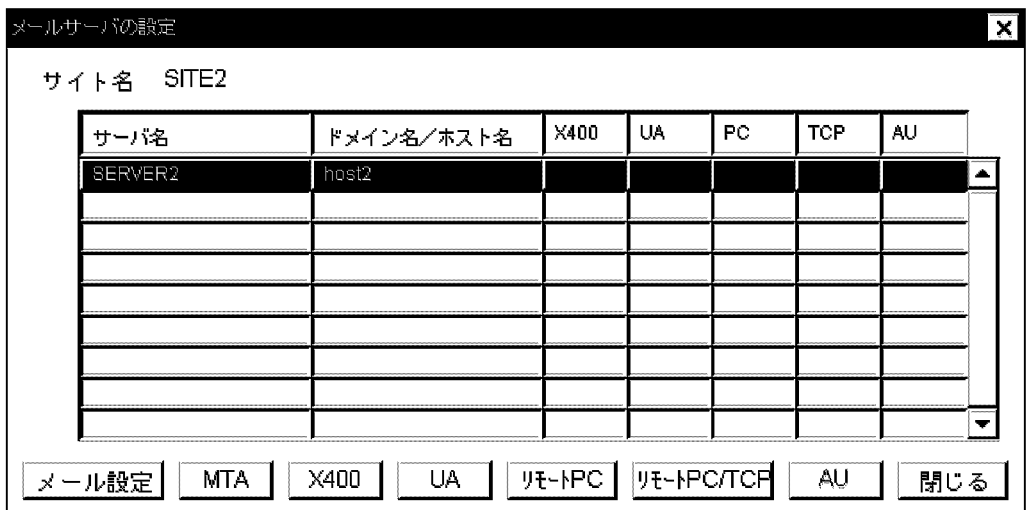 メールサーバの設定
サイト名 SITE2
サーバ名 ドメイン名／ホスト名 X400 UA PC TCP AU
SERVER2 host2
メール設定 MTA X400 UA ﾘﾓｰﾄPC ﾘﾓｰﾄPC/TCP AU 閉じる